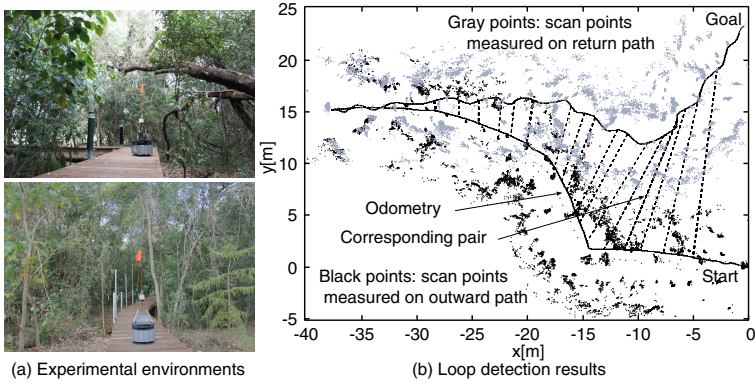 Gray points: scan points
measured on return path
Goal
Odometry
Corresponding pair
Black points: scan points
measured on outward path
Start
y[m]
25
20
15
10
5
0
-5
-40 -35 -30 -25 -20 -15 -10 -5 0
x[m]
(a) Experimental environments
(b) Loop detection results